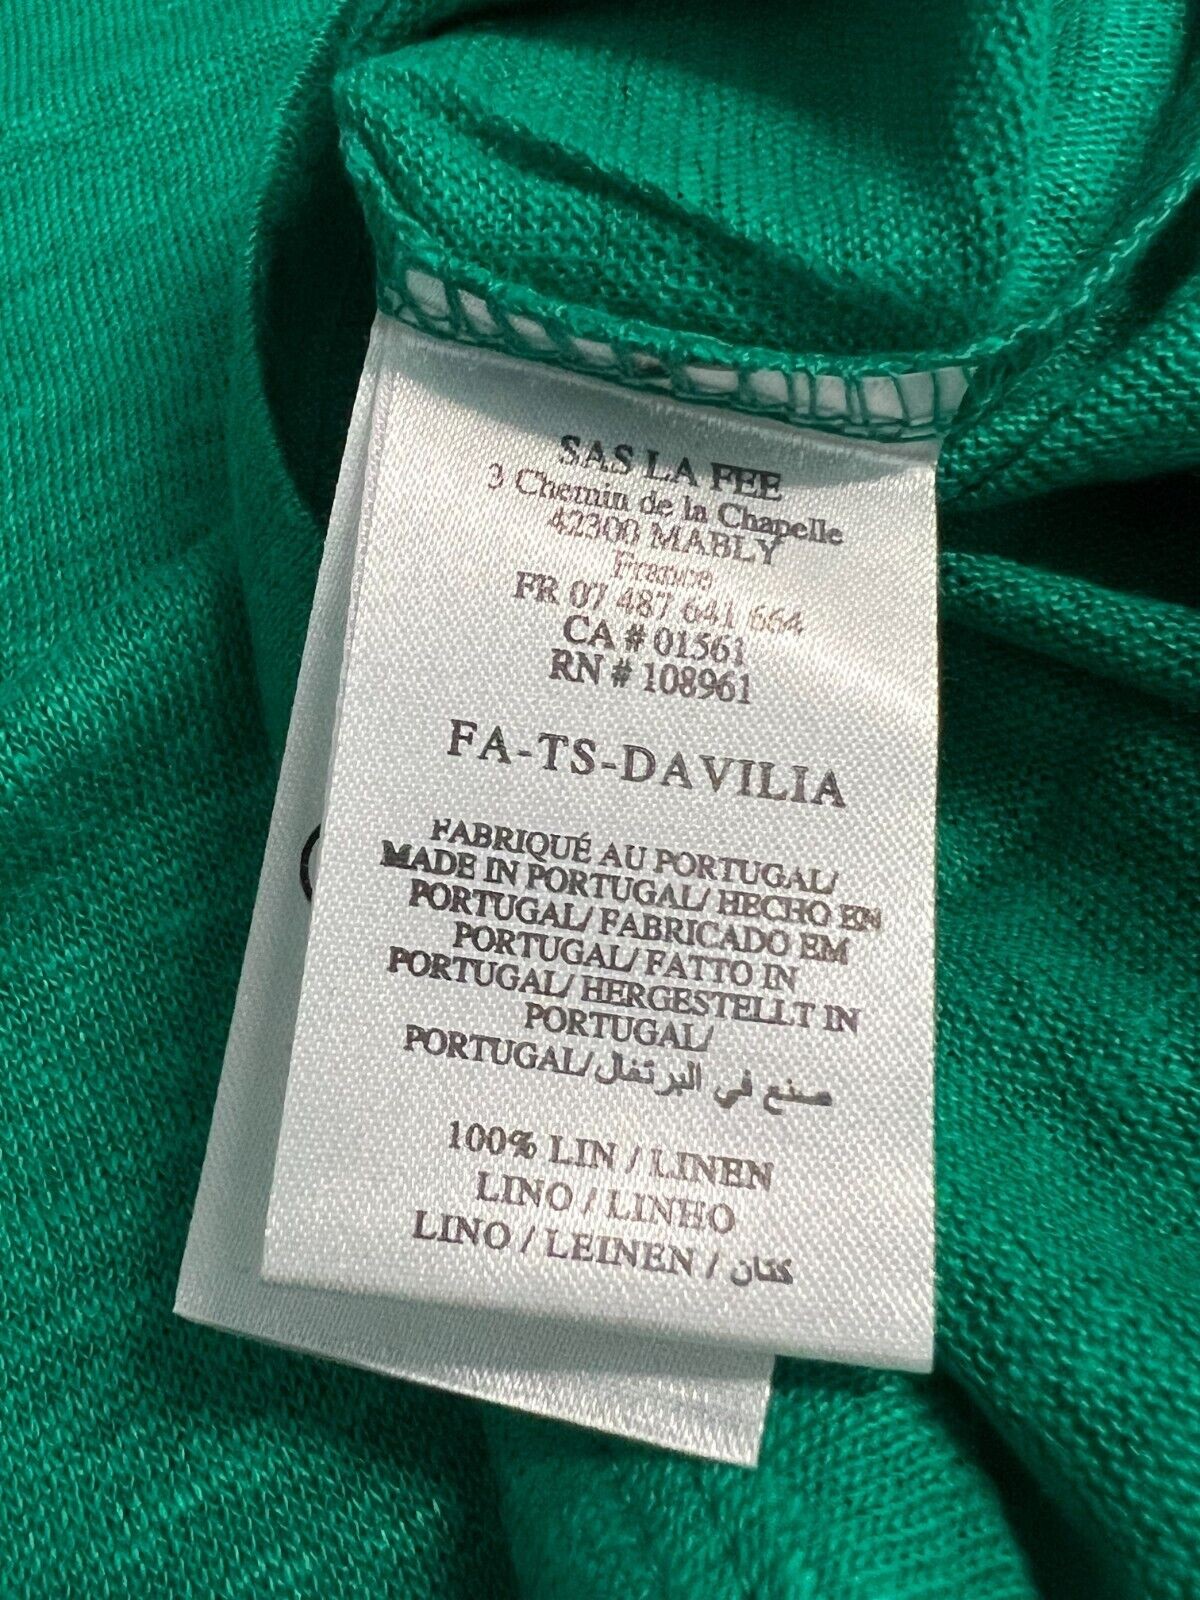 SAS LA FEE
3 Chemin de la Chapelle
42300 MABLY
France
FR 07 487 641 664
CA # 01561
RN # 108961
FA-TS-DAVILIA
FABRIQUÉ AU PORTUGAL/
MADE IN PORTUGAL/ HECHO EN
PORTUGAL/ FABRICADO EM
PORTUGAL/ FATTO IN
PORTUGAL/ HERGESTELLT IN
PORTUGAL/
PORTUGAL/صنع في البرتغال
100% LIN / LINEN
LINO / LINHO
LINO / LEINEN / كتان